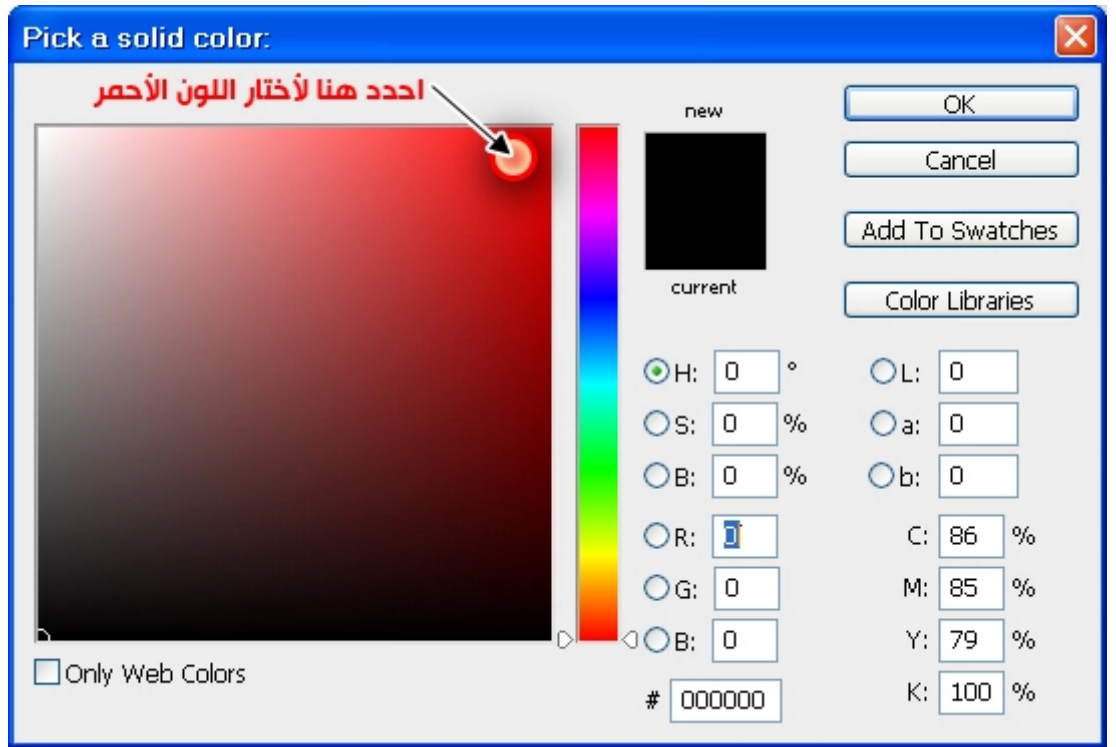 Pick a solid color:
احدد هنا لأختار اللون الأحمر
new
current
OK
Cancel
Add To Swatches
Color Libraries
H: 0 °
S: 0 %
B: 0 %
R: 0
G: 0
B: 0
# 000000
L: 0
a: 0
b: 0
C: 86 %
M: 85 %
Y: 79 %
K: 100 %
Only Web Colors